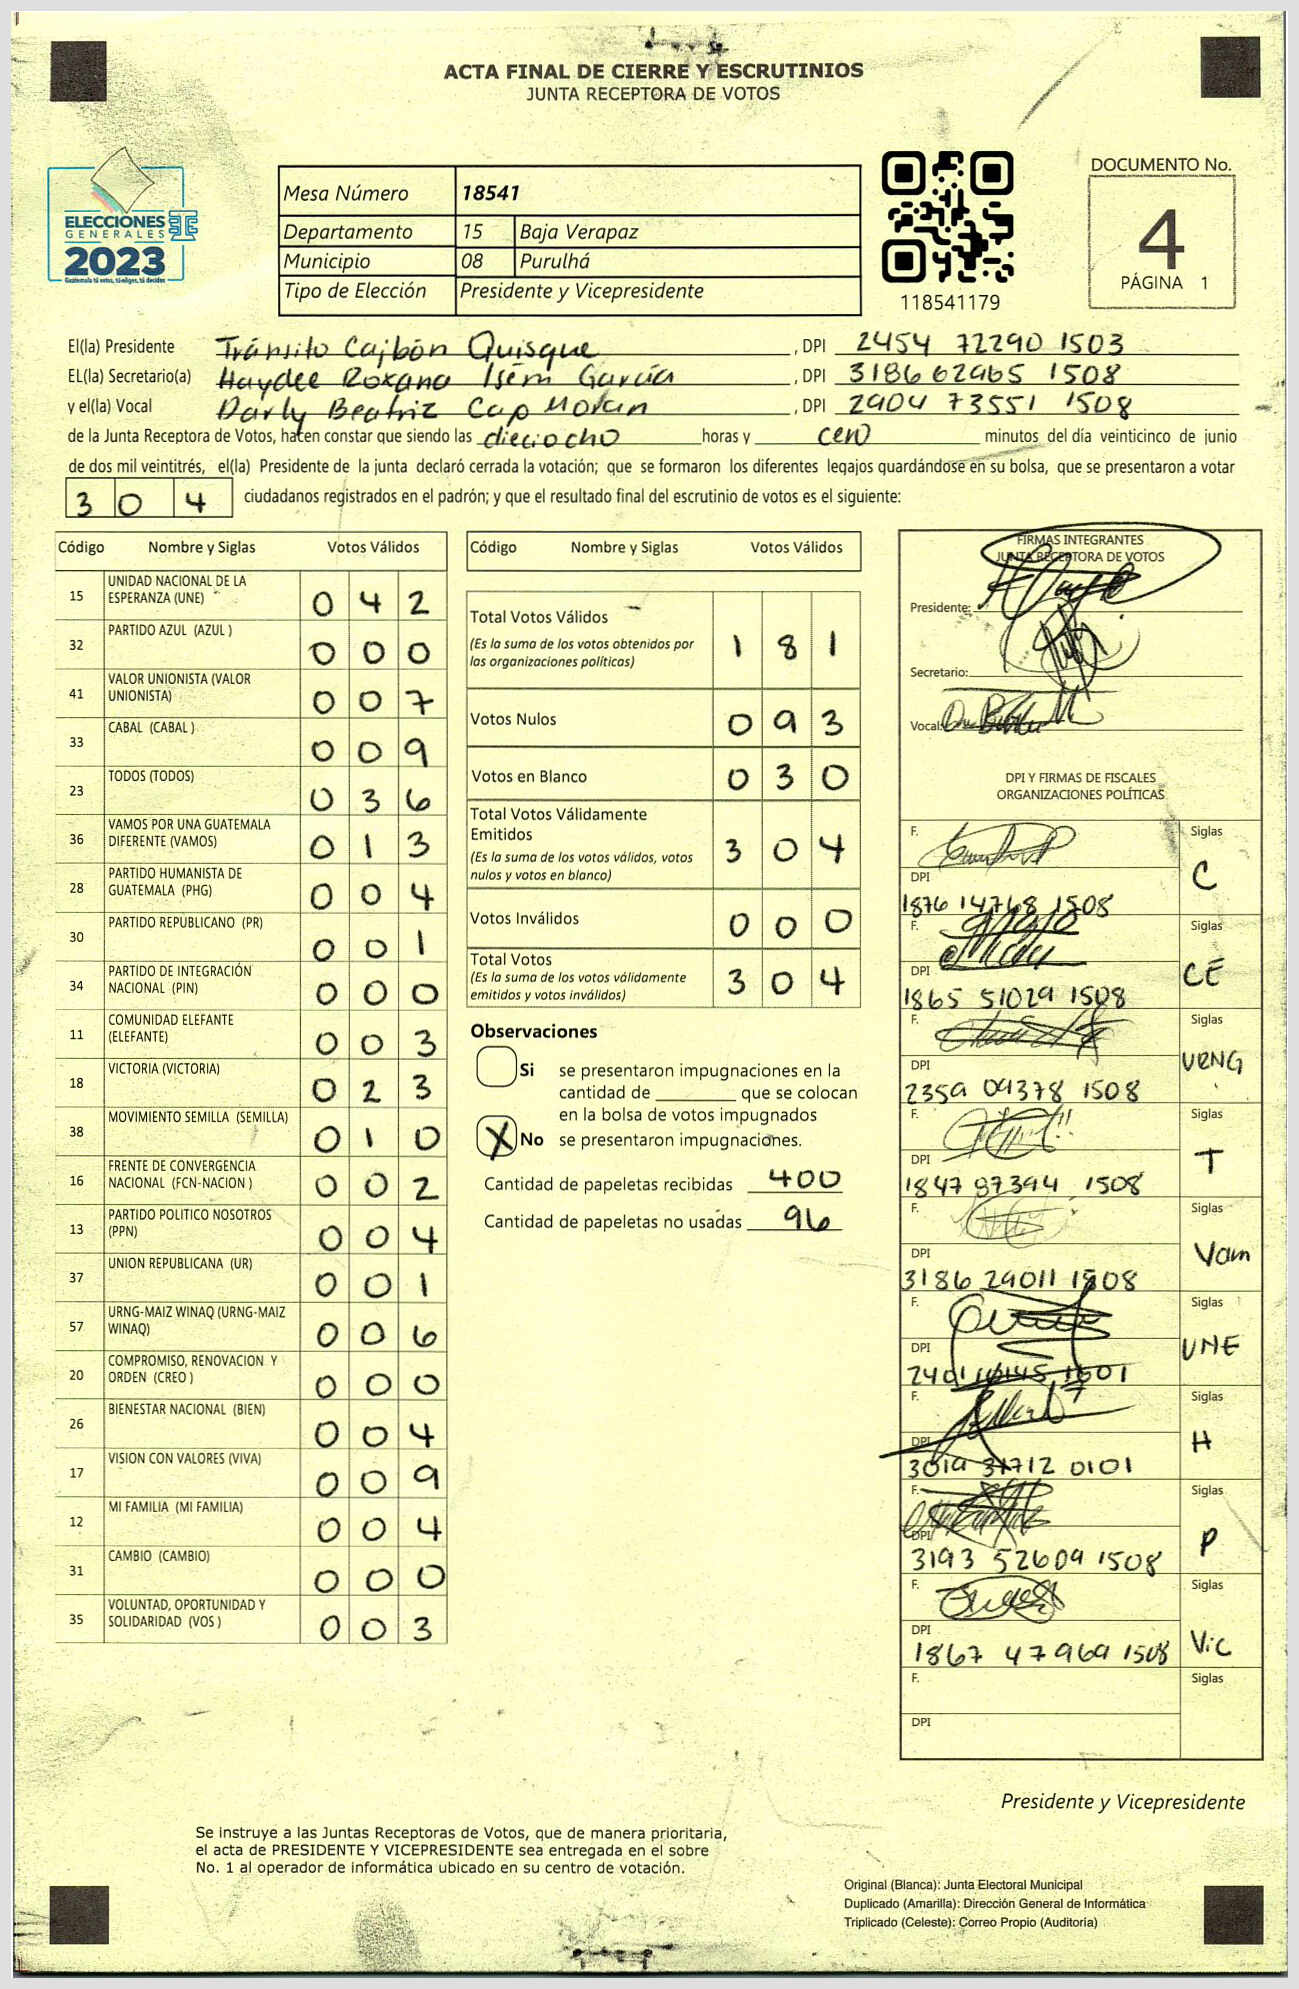 ACTA FINAL DE CIERRE Y ESCRUTINIOS
JUNTA RECEPTORA DE VOTOS
ELECCIONES
GENERALES
2023
Guatemala tú votas, tú eliges, tú decides
Mesa Número 18541
Departamento 15 Baja Verapaz
Municipio 08 Purulhá
Tipo de Elección Presidente y Vicepresidente
118541179
DOCUMENTO No.
4
PÁGINA 1
El(la) Presidente Tránsito Cajbón Quisque , DPI 2454 72290 1503
EL(la) Secretario(a) Haydee Roxana Isém García , DPI 3186 62965 1508
y el(la) Vocal Darly Beatriz Cap Moran , DPI 2904 73551 1508
de la Junta Receptora de Votos, hacen constar que siendo las dieciocho horas y cero minutos del día veinticinco de junio
de dos mil veintitrés, el(la) Presidente de la junta declaró cerrada la votación; que se formaron los diferentes legajos guardándose en su bolsa, que se presentaron a votar
3 0 4 ciudadanos registrados en el padrón; y que el resultado final del escrutinio de votos es el siguiente:
Código Nombre y Siglas Votos Válidos
15 UNIDAD NACIONAL DE LA ESPERANZA (UNE) 0 4 2
32 PARTIDO AZUL (AZUL ) 0 0 0
41 VALOR UNIONISTA (VALOR UNIONISTA) 0 0 7
33 CABAL (CABAL ) 0 0 9
23 TODOS (TODOS) 0 3 6
36 VAMOS POR UNA GUATEMALA DIFERENTE (VAMOS) 0 1 3
28 PARTIDO HUMANISTA DE GUATEMALA (PHG) 0 0 4
30 PARTIDO REPUBLICANO (PR) 0 0 1
34 PARTIDO DE INTEGRACIÓN NACIONAL (PIN) 0 0 0
11 COMUNIDAD ELEFANTE (ELEFANTE) 0 0 3
18 VICTORIA (VICTORIA) 0 2 3
38 MOVIMIENTO SEMILLA (SEMILLA) 0 1 0
16 FRENTE DE CONVERGENCIA NACIONAL (FCN-NACION ) 0 0 2
13 PARTIDO POLITICO NOSOTROS (PPN) 0 0 4
37 UNION REPUBLICANA (UR) 0 0 1
57 URNG-MAIZ WINAQ (URNG-MAIZ WINAQ) 0 0 6
20 COMPROMISO, RENOVACION Y ORDEN (CREO ) 0 0 0
26 BIENESTAR NACIONAL (BIEN) 0 0 4
17 VISION CON VALORES (VIVA) 0 0 9
12 MI FAMILIA (MI FAMILIA) 0 0 4
31 CAMBIO (CAMBIO) 0 0 0
35 VOLUNTAD, OPORTUNIDAD Y SOLIDARIDAD (VOS ) 0 0 3
Código Nombre y Siglas Votos Válidos
Total Votos Válidos 1 8 1
(Es la suma de los votos obtenidos por
las organizaciones políticas)
Votos Nulos 0 9 3
Votos en Blanco 0 3 0
Total Votos Válidamente
Emitidos 3 0 4
(Es la suma de los votos válidos, votos
nulos y votos en blanco)
Votos Inválidos 0 0 0
Total Votos 3 0 4
(Es la suma de los votos válidamente
emitidos y votos inválidos)
Observaciones
Si se presentaron impugnaciones en la
cantidad de ________ que se colocan
en la bolsa de votos impugnados
X No se presentaron impugnaciones.
Cantidad de papeletas recibidas 400
Cantidad de papeletas no usadas 96
FIRMAS INTEGRANTES
JUNTA RECEPTORA DE VOTOS
Presidente:
Secretario:
Vocal:
DPI Y FIRMAS DE FISCALES
ORGANIZACIONES POLÍTICAS
F. Siglas
DPI C
1876 14768 1508
F. Siglas
DPI CE
1865 51029 1508
F. Siglas
DPI URNG
2359 09378 1508
F. Siglas
DPI T
1847 87394 1508
F. Siglas
DPI Vam
3186 29011 1508
F. Siglas
DPI UNE
F. Siglas
DPI H
3019 31712 0101
F. Siglas
DPI P
3193 52609 1508
F. Siglas
DPI Vic
1867 47969 1508
F. Siglas
DPI
Presidente y Vicepresidente
Se instruye a las Juntas Receptoras de Votos, que de manera prioritaria,
el acta de PRESIDENTE Y VICEPRESIDENTE sea entregada en el sobre
No. 1 al operador de informática ubicado en su centro de votación.
Original (Blanca): Junta Electoral Municipal
Duplicado (Amarilla): Dirección General de Informática
Triplicado (Celeste): Correo Propio (Auditoría)